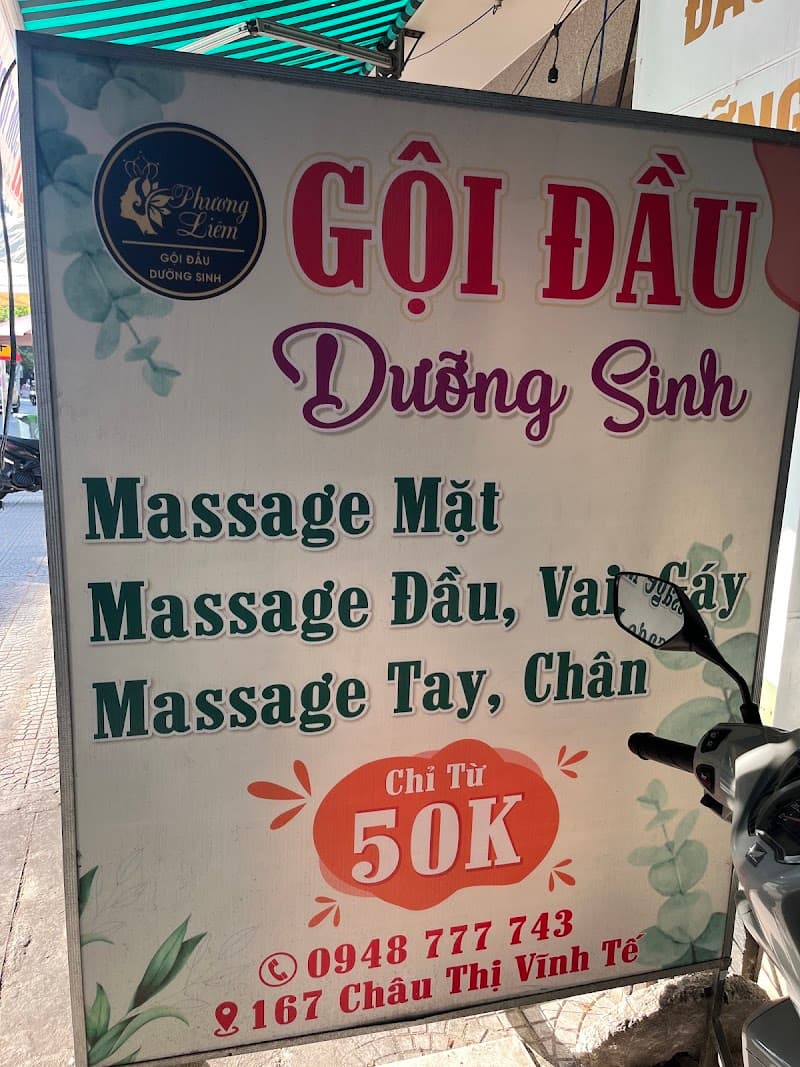 Phương
Liêm
GỘI ĐẦU
DƯỠNG SINH
GỘI ĐẦU
Dưỡng Sinh
Massage Mặt
Massage Đầu, Vai Gáy
Massage Tay, Chân
Chỉ Từ
50K
0948 777 743
167 Châu Thị Vĩnh Tế